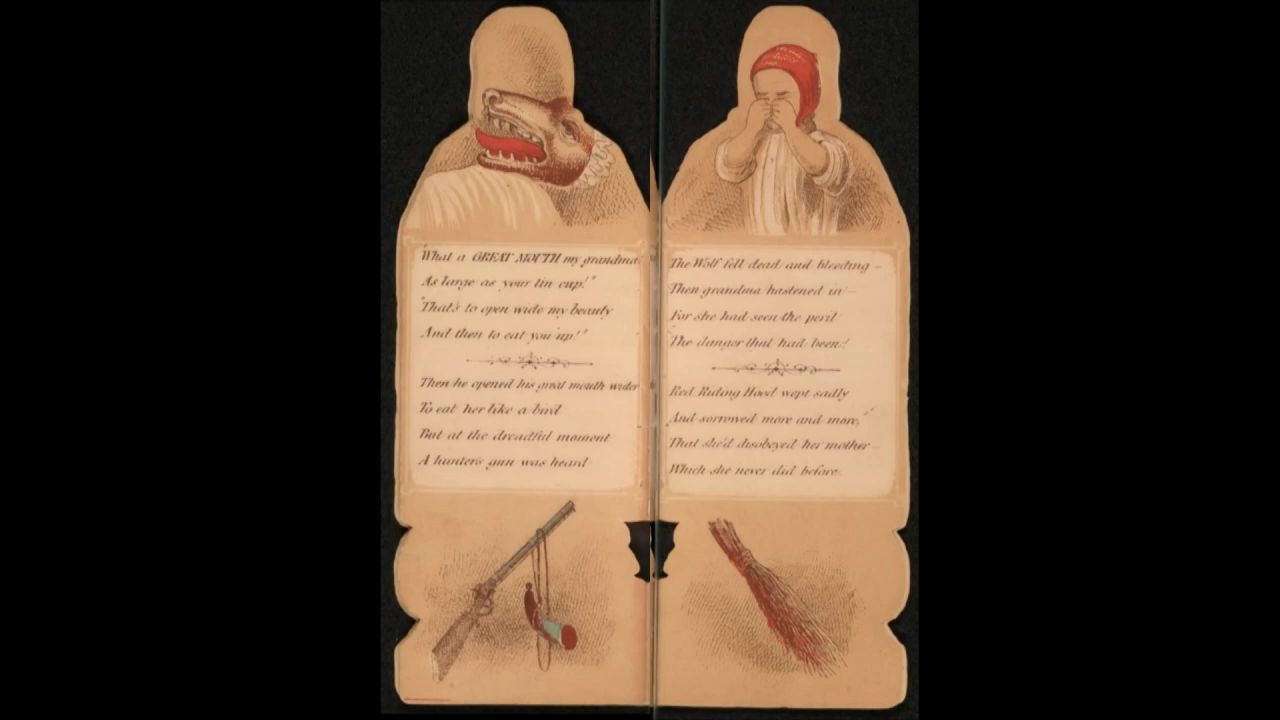 "What a GREAT MOUTH my grandma
As large as your tin cup!"
"That's to open wide my beauty
And then to eat you up!"
Then he opened his great mouth wider
To eat her like a bird
But at the dreadful moment
A hunter's gun was heard
The Wolf fell dead and bleeding —
Then grandma hastened in —
For she had seen the peril
The danger that had been!
Red Riding Hood wept sadly
And sorrowed more and more,
That she'd disobeyed her mother —
Which she never did before.